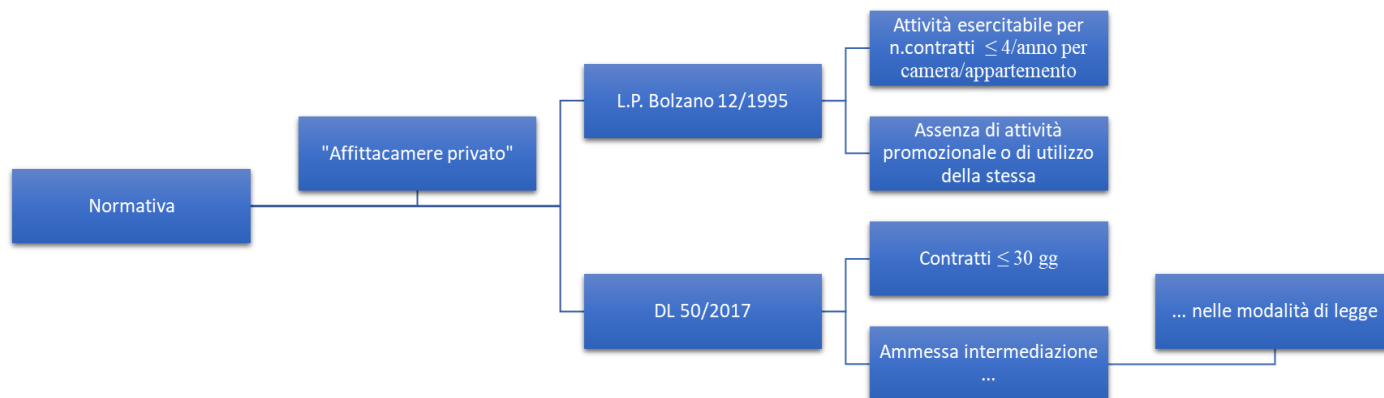 Normativa
"Affittacamere privato"
L.P. Bolzano 12/1995
Attività esercitabile per
n.contratti ≤ 4/anno per
camera/appartemento
Assenza di attività
promozionale o di utilizzo
della stessa
DL 50/2017
Contratti ≤ 30 gg
Ammessa intermediazione
...
... nelle modalità di legge